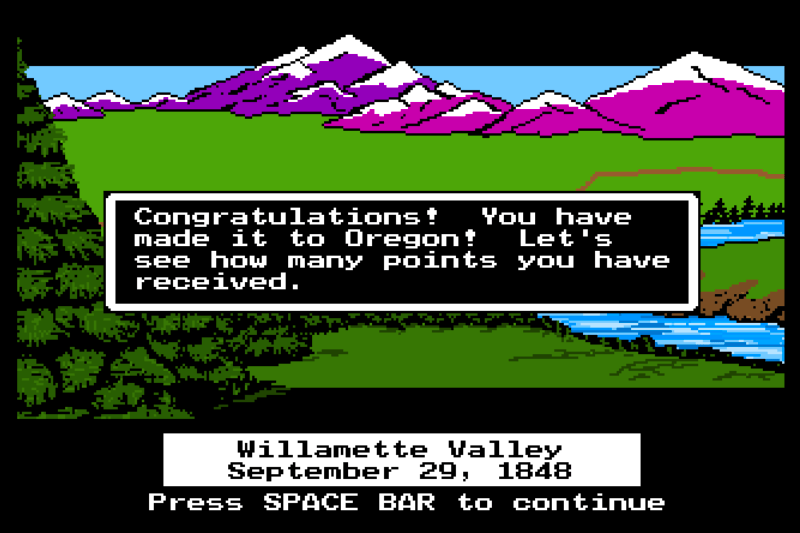 Congratulations!  You have
made it to Oregon!  Let's
see how many points you have
received.
Willamette Valley
September 29, 1848
Press SPACE BAR to continue